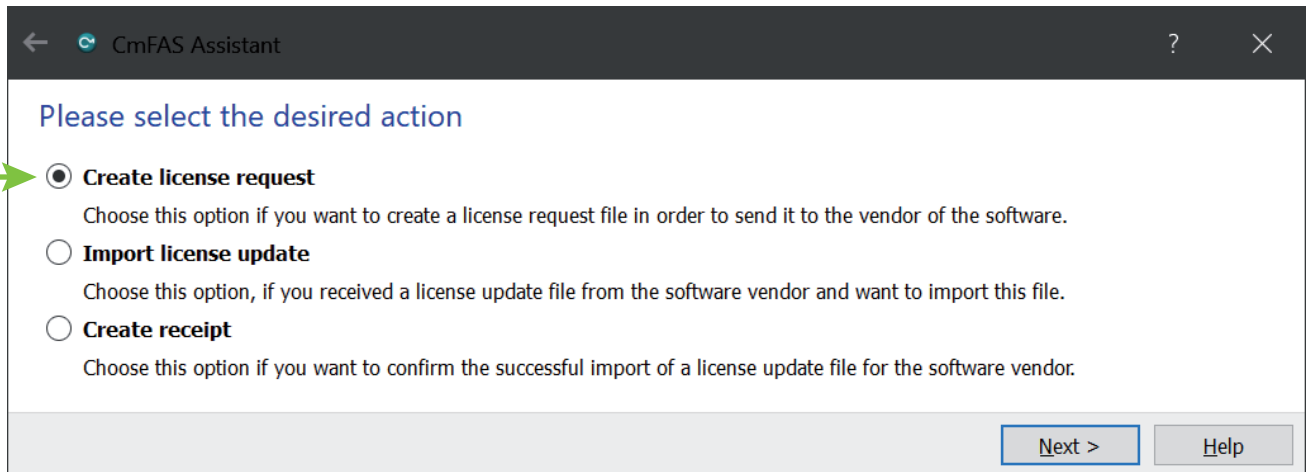 CmFAS Assistant
?
Please select the desired action
Create license request
Choose this option if you want to create a license request file in order to send it to the vendor of the software.
Import license update
Choose this option, if you received a license update file from the software vendor and want to import this file.
Create receipt
Choose this option if you want to confirm the successful import of a license update file for the software vendor.
Next >
Help